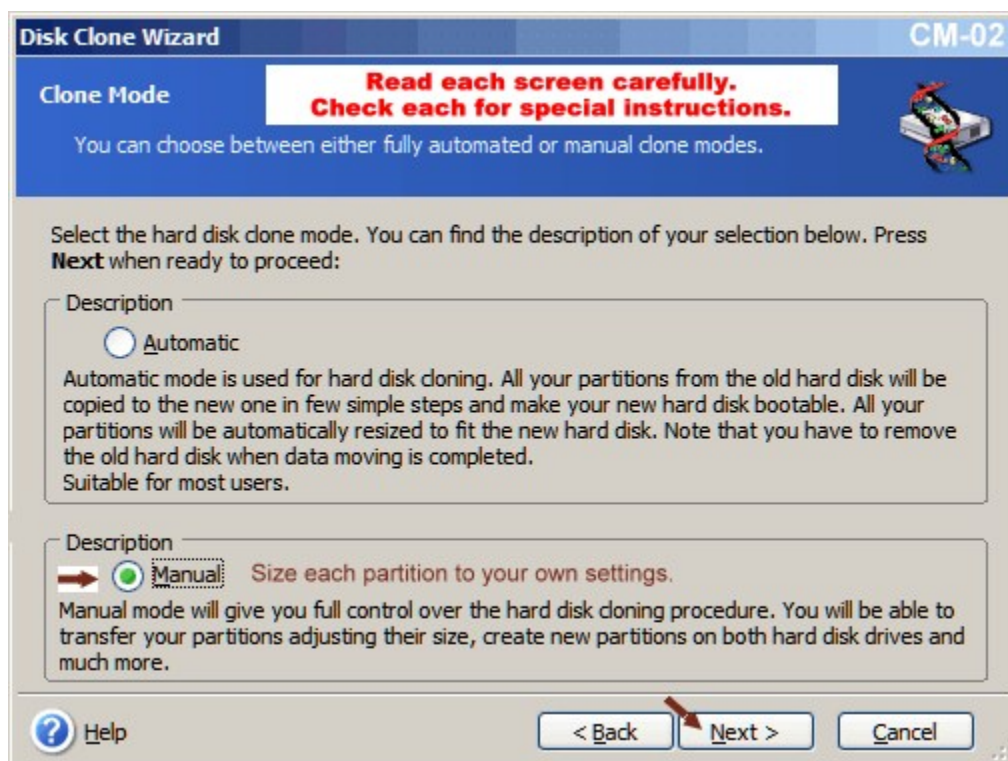 Disk Clone Wizard
CM-02
Clone Mode
Read each screen carefully.
Check each for special instructions.
You can choose between either fully automated or manual clone modes.
Select the hard disk clone mode. You can find the description of your selection below. Press
Next when ready to proceed:
Description
Automatic
Automatic mode is used for hard disk cloning. All your partitions from the old hard disk will be
copied to the new one in few simple steps and make your new hard disk bootable. All your
partitions will be automatically resized to fit the new hard disk. Note that you have to remove
the old hard disk when data moving is completed.
Suitable for most users.
Description
Manual Size each partition to your own settings.
Manual mode will give you full control over the hard disk cloning procedure. You will be able to
transfer your partitions adjusting their size, create new partitions on both hard disk drives and
much more.
? Help
< Back
Next >
Cancel